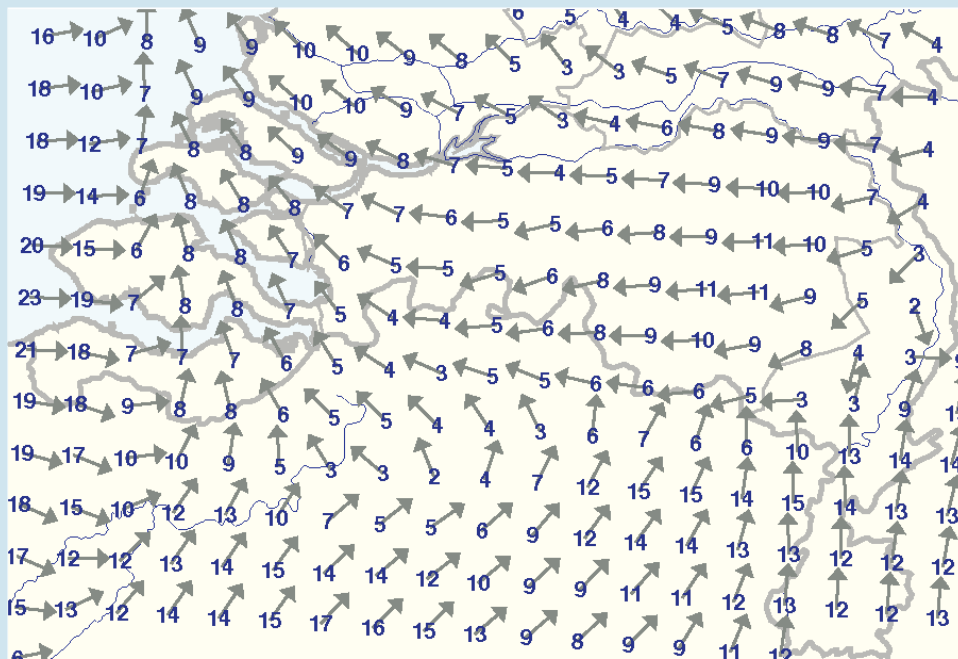 6 5 4 4 5 8 8 7 4
16 10 8 9 9 10 10 9 8 5 3 3 5 7 9 9 7 4
18 10 7 9 9 10 10 9 7 5 3 4 6 8 9 9 7 4
18 12 7 8 8 9 9 8 7 5 4 5 7 9 10 10 7 4
19 14 6 8 8 8 7 7 6 5 5 6 8 9 11 10 5 3
20 15 6 8 8 7 6 5 5 5 6 8 9 11 11 9 5 2
23 19 7 8 8 7 5 4 4 5 6 8 9 10 9 8 4 3 9
21 18 7 7 7 6 5 4 3 5 5 6 6 6 5 3 3 9 15
19 18 9 8 8 6 5 5 4 4 3 6 7 6 6 10 13 14 14
19 17 10 10 9 5 3 3 2 4 7 12 15 15 14 15 14 13 13
18 15 10 12 13 10 7 5 5 6 9 12 14 14 13 13 12 12 12
17 12 12 13 14 15 14 14 12 10 9 9 11 11 12 13 12 12 13
15 13 12 14 14 15 17 16 15 13 9 8 9 9 11 12
6